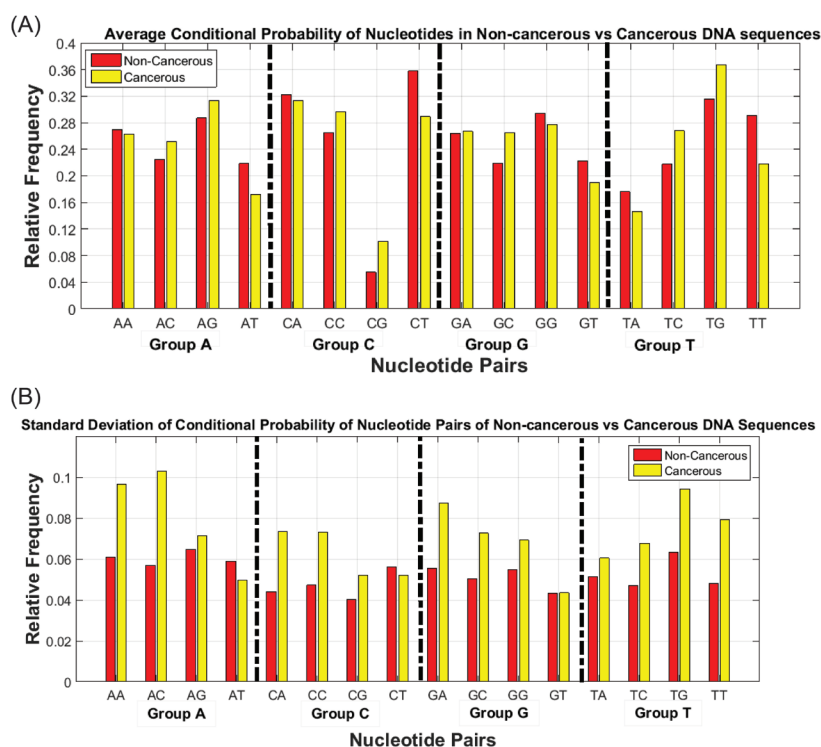 (A)
Average Conditional Probability of Nucleotides in Non-cancerous vs Cancerous DNA sequences
0.4
0.36
0.32
0.28
0.24
0.2
0.16
0.12
0.08
0.04
0
Relative Frequency
Non-Cancerous
Cancerous
AA AC AG AT CA CC CG CT GA GC GG GT TA TC TG TT
Group A Group C Group G Group T
Nucleotide Pairs
(B)
Standard Deviation of Conditional Probability of Nucleotide Pairs of Non-cancerous vs Cancerous DNA Sequences
0.1
0.08
0.06
0.04
0.02
0
Relative Frequency
Non-Cancerous
Cancerous
AA AC AG AT CA CC CG CT GA GC GG GT TA TC TG TT
Group A Group C Group G Group T
Nucleotide Pairs